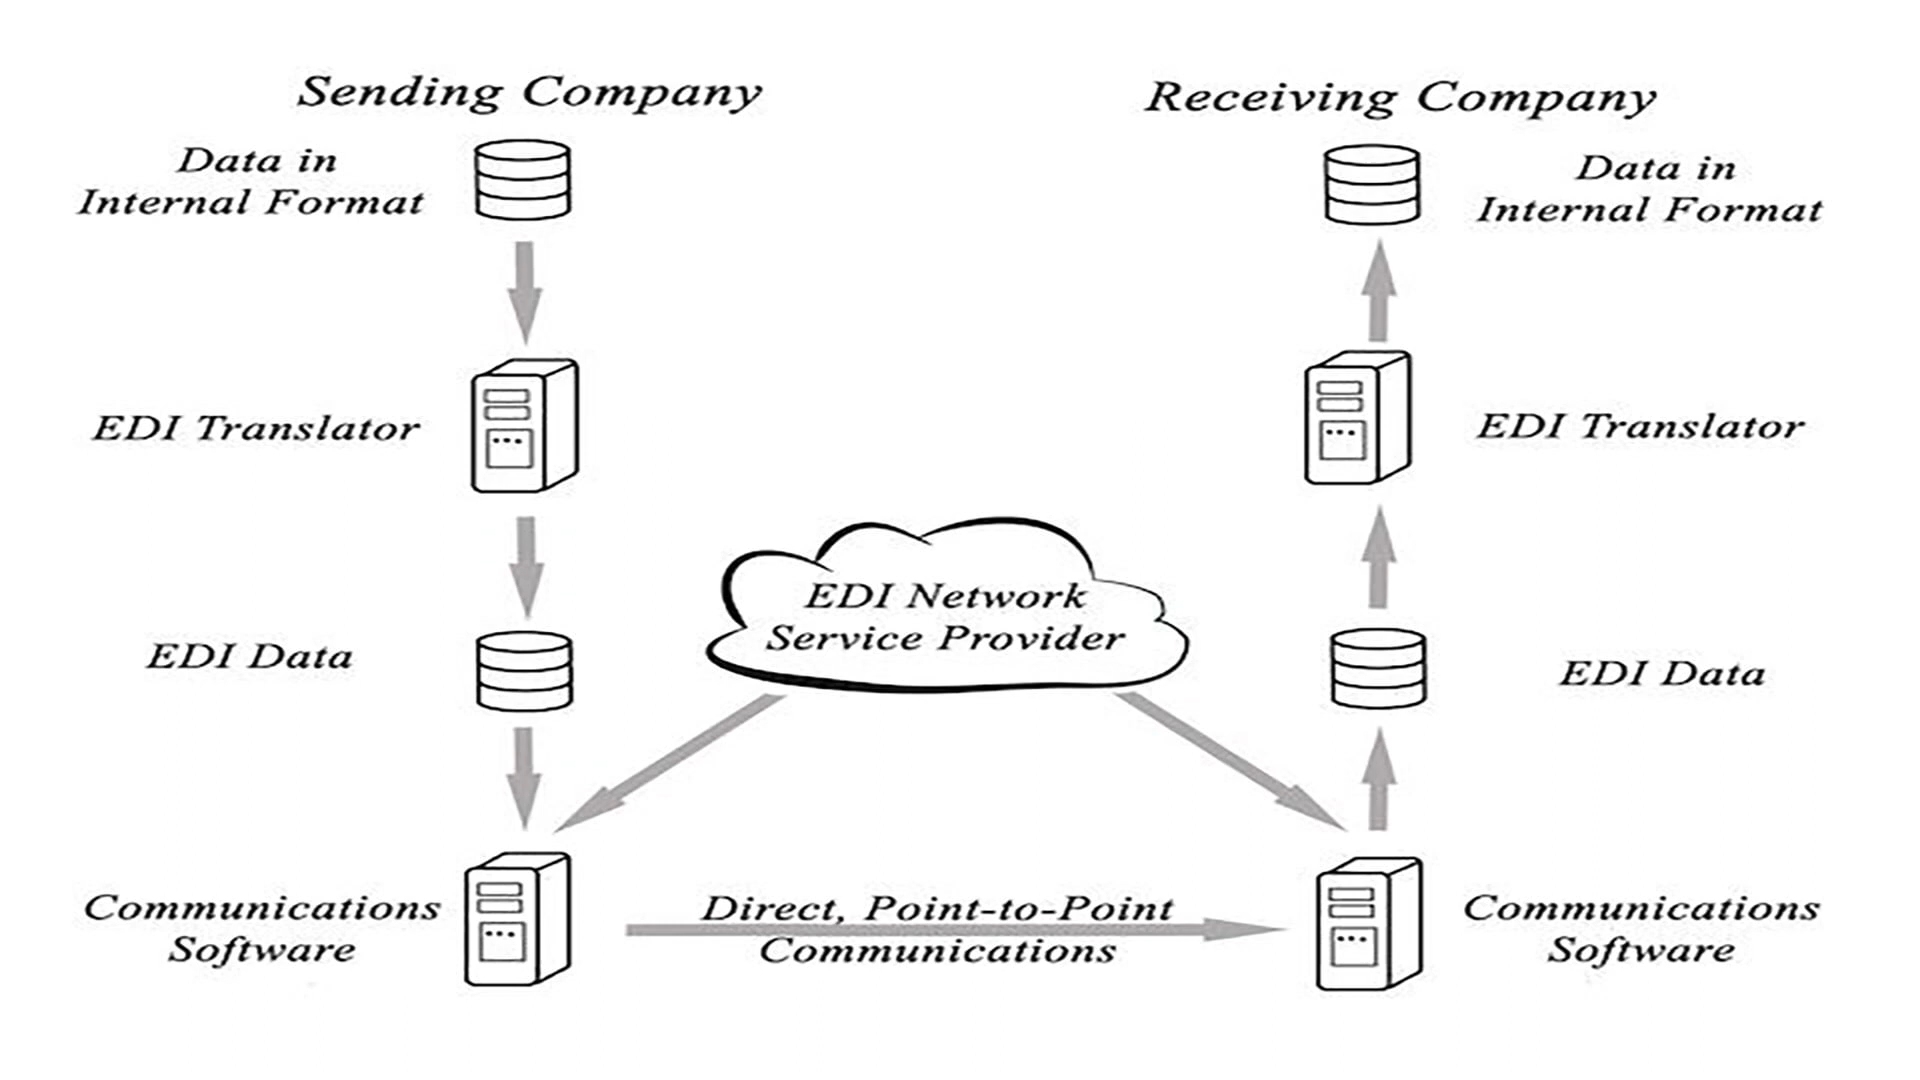 Sending Company
Data in
Internal Format
EDI Translator
EDI Data
Communications
Software
EDI Network
Service Provider
Direct, Point-to-Point
Communications
Receiving Company
Data in
Internal Format
EDI Translator
EDI Data
Communications
Software